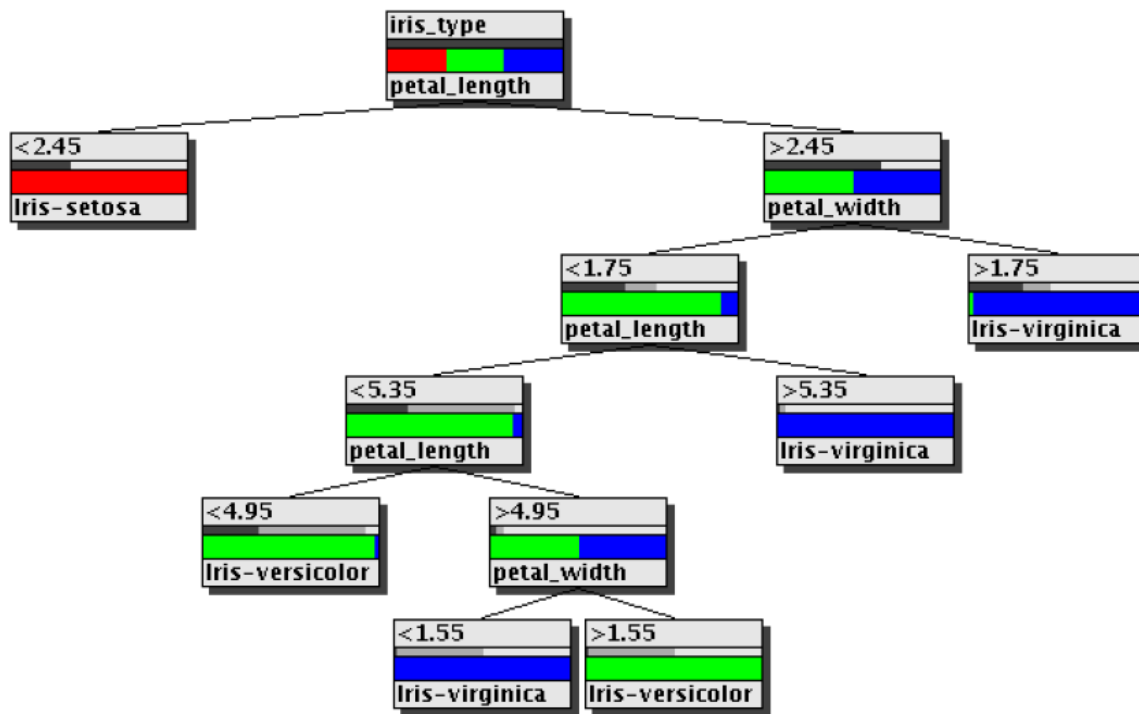 iris_type
petal_length
<2.45
Iris-setosa
>2.45
petal_width
<1.75
petal_length
>1.75
Iris-virginica
<5.35
petal_length
>5.35
Iris-virginica
<4.95
Iris-versicolor
>4.95
petal_width
<1.55
Iris-virginica
>1.55
Iris-versicolor